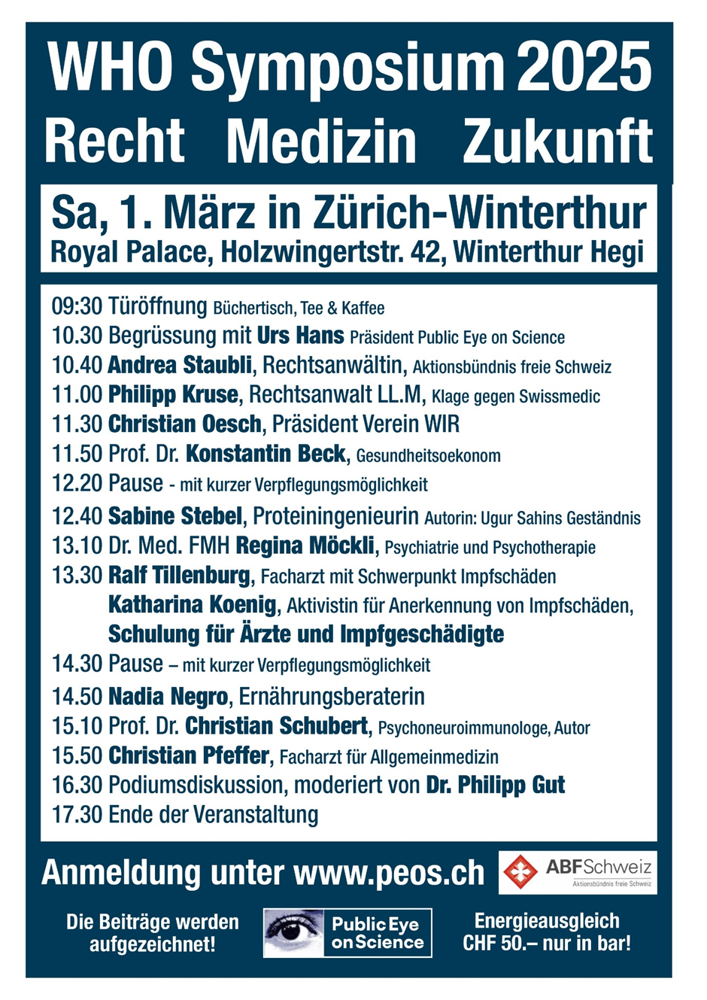 WHO Symposium 2025
Recht Medizin Zukunft
Sa, 1. März in Zürich-Winterthur
Royal Palace, Holzwingertstr. 42, Winterthur Hegi
09:30 Türöffnung Büchertisch, Tee & Kaffee
10.30 Begrüssung mit Urs Hans Präsident Public Eye on Science
10.40 Andrea Staubli, Rechtsanwältin, Aktionsbündnis freie Schweiz
11.00 Philipp Kruse, Rechtsanwalt LL.M, Klage gegen Swissmedic
11.30 Christian Oesch, Präsident Verein WIR
11.50 Prof. Dr. Konstantin Beck, Gesundheitsoekonom
12.20 Pause - mit kurzer Verpflegungsmöglichkeit
12.40 Sabine Stebel, Proteiningenieurin Autorin: Ugur Sahins Geständnis
13.10 Dr. Med. FMH Regina Möckli, Psychiatrie und Psychotherapie
13.30 Ralf Tillenburg, Facharzt mit Schwerpunkt Impfschäden
Katharina Koenig, Aktivistin für Anerkennung von Impfschäden,
Schulung für Ärzte und Impfgeschädigte
14.30 Pause – mit kurzer Verpflegungsmöglichkeit
14.50 Nadia Negro, Ernährungsberaterin
15.10 Prof. Dr. Christian Schubert, Psychoneuroimmunologe, Autor
15.50 Christian Pfeffer, Facharzt für Allgemeinmedizin
16.30 Podiumsdiskussion, moderiert von Dr. Philipp Gut
17.30 Ende der Veranstaltung
Anmeldung unter www.peos.ch
ABFSchweiz
Aktionsbündnis freie Schweiz
Die Beiträge werden
aufgezeichnet!
Public Eye
on Science
Energieausgleich
CHF 50.– nur in bar!